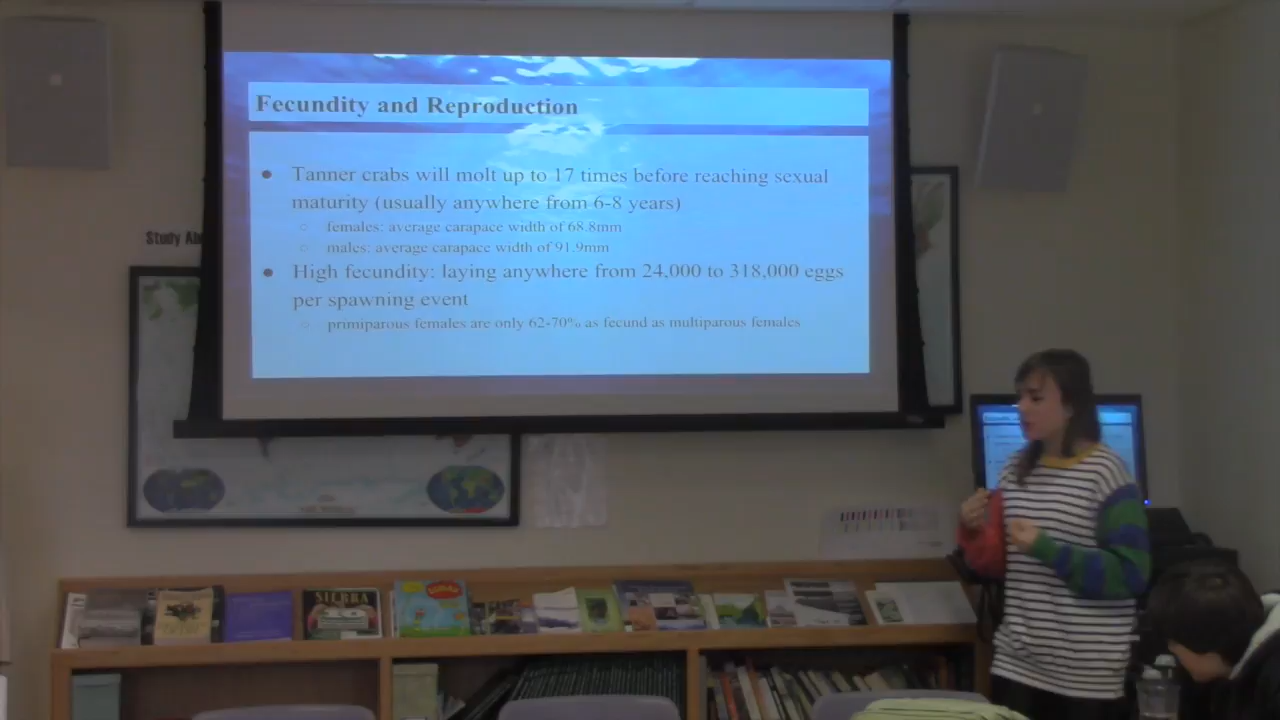 Fecundity and Reproduction
Tanner crabs will molt up to 17 times before reaching sexual
maturity (usually anywhere from 6-8 years)
females: average carapace width of 68.8mm
males: average carapace width of 91.9mm
High fecundity: laying anywhere from 24,000 to 318,000 eggs
per spawning event
primiparous females are only 62-70% as fecund as multiparous females
Study
SIERRA